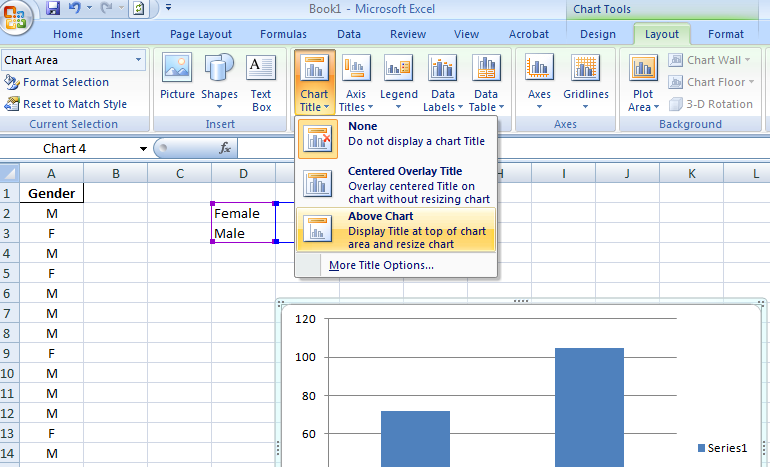 Book1 - Microsoft Excel
Chart Tools
Home Insert Page Layout Formulas Data Review View Acrobat Design Layout Format
Chart Area
Format Selection
Reset to Match Style
Current Selection
Picture Shapes Text Box
Insert
Chart Title Axis Titles Legend Data Labels Data Table
Axes Gridlines
Axes
Plot Area
Chart Wall
Chart Floor
3-D Rotation
Background
None
Do not display a chart Title
Centered Overlay Title
Overlay centered Title on
chart without resizing chart
Above Chart
Display Title at top of chart
area and resize chart
More Title Options...
Chart 4
fx
A B C D H I J K L
1 Gender
2 M Female
3 F Male
4 M
5 F
6 M
7 M
8 M
9 F
10 M
11 M
12 M
13 F
14 M
120
100
80
60
Series1